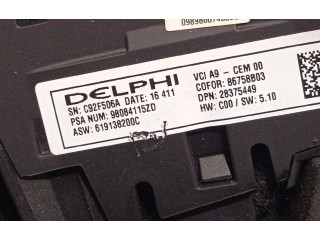 DELPHI
SN: C92F506A DATE: 16 411
PSA NUM: 98084115ZD
ASW: 619138200C
VCI A9 - CEM 00
COFOR: 86758B03
DPN: 28375449
HW: C00 / SW: 5.10